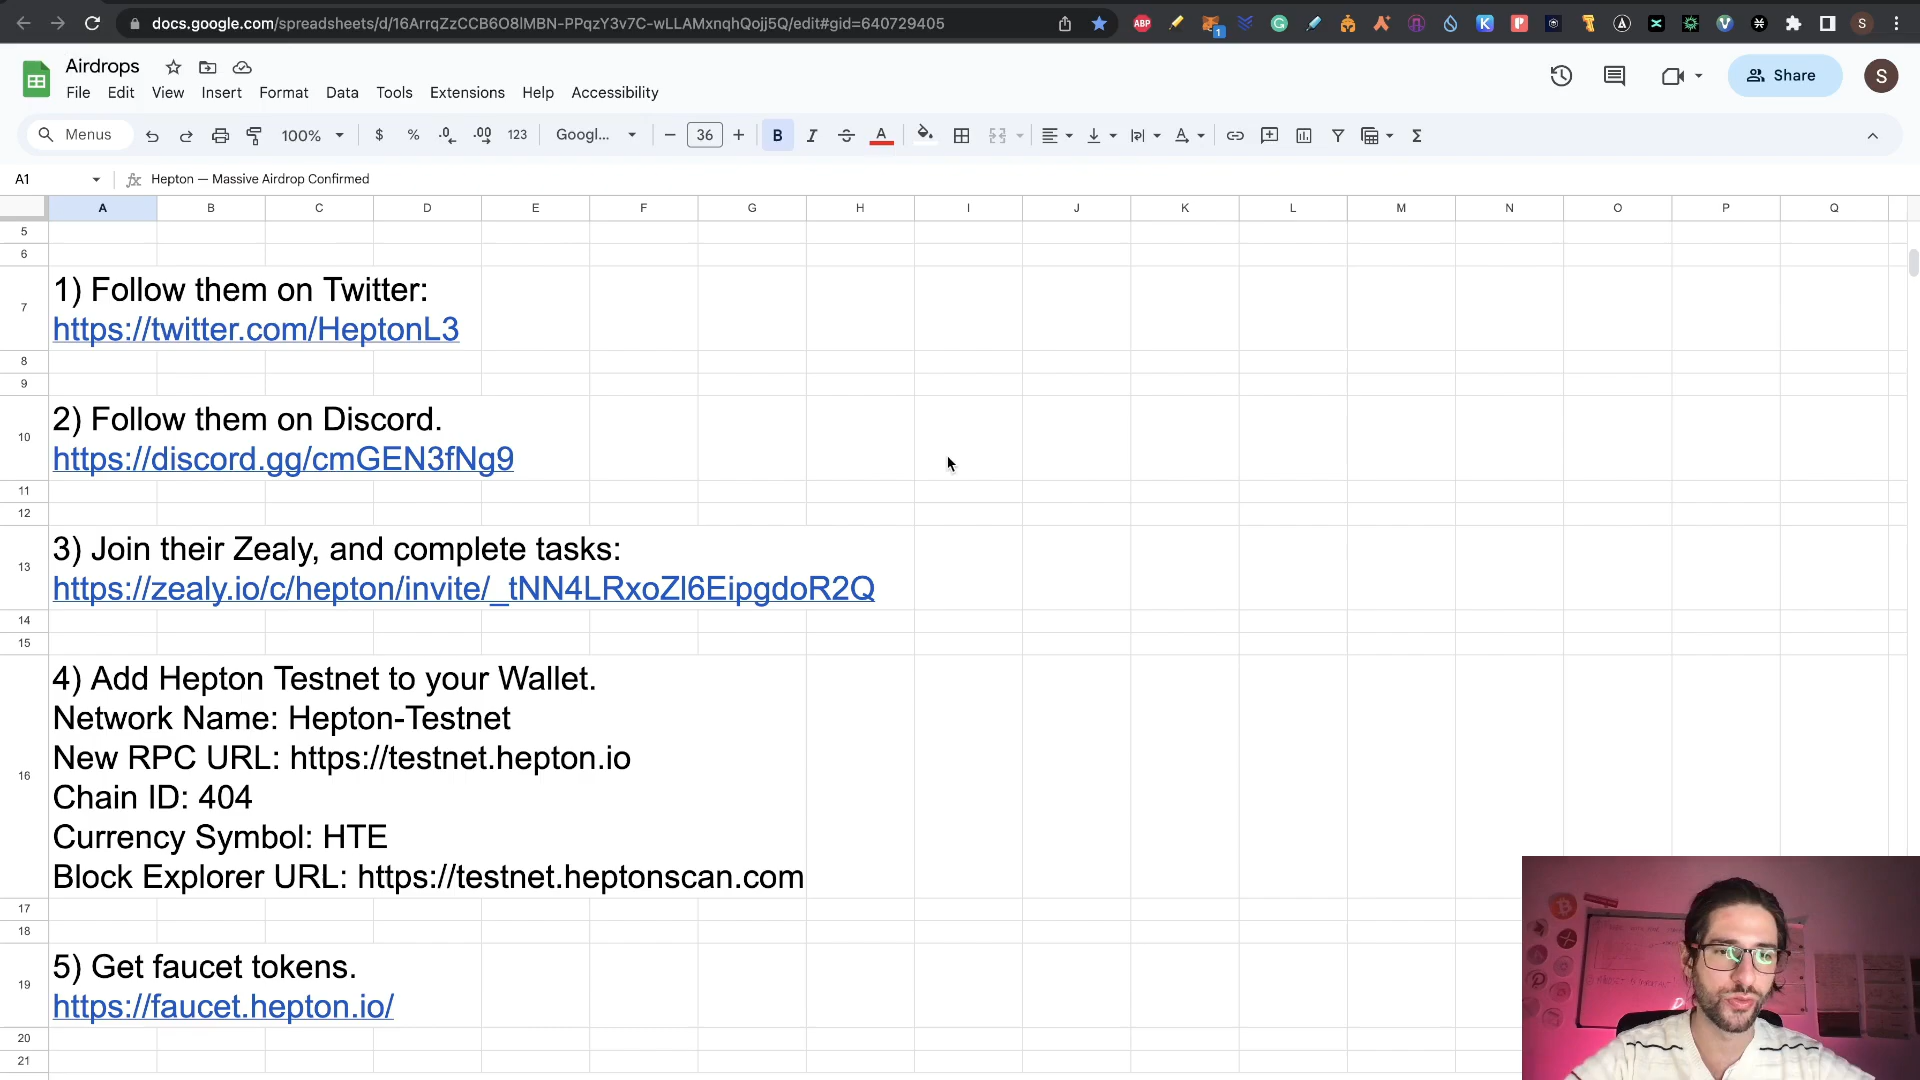 docs.google.com/spreadsheets/d/16ArrqZzCCB6O8lMBN-PPqzY3v7C-wLLAMxnqhQojj5Q/edit#gid=640729405
ABP
1
G
K
S
Airdrops
File Edit View Insert Format Data Tools Extensions Help Accessibility
Share
S
Menus
100%
$ % .0 .00 123
Googl...
36
B I A
A1
fx Hepton — Massive Airdrop Confirmed
A B C D E F G H I J K L M N O P Q
5
6
7
1) Follow them on Twitter:
https://twitter.com/HeptonL3
8
9
10
2) Follow them on Discord.
https://discord.gg/cmGEN3fNg9
11
12
13
3) Join their Zealy, and complete tasks:
https://zealy.io/c/hepton/invite/_tNN4LRxoZl6EipgdoR2Q
14
15
16
4) Add Hepton Testnet to your Wallet.
Network Name: Hepton-Testnet
New RPC URL: https://testnet.hepton.io
Chain ID: 404
Currency Symbol: HTE
Block Explorer URL: https://testnet.heptonscan.com
17
18
19
5) Get faucet tokens.
https://faucet.hepton.io/
20
21